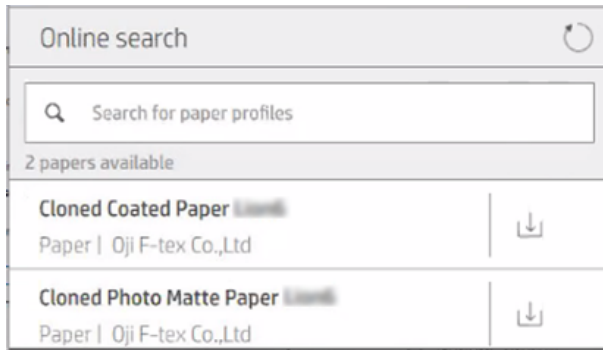 Online search
Search for paper profiles
2 papers available
Cloned Coated Paper
Paper | Oji F-tex Co.,Ltd
Cloned Photo Matte Paper
Paper | Oji F-tex Co.,Ltd